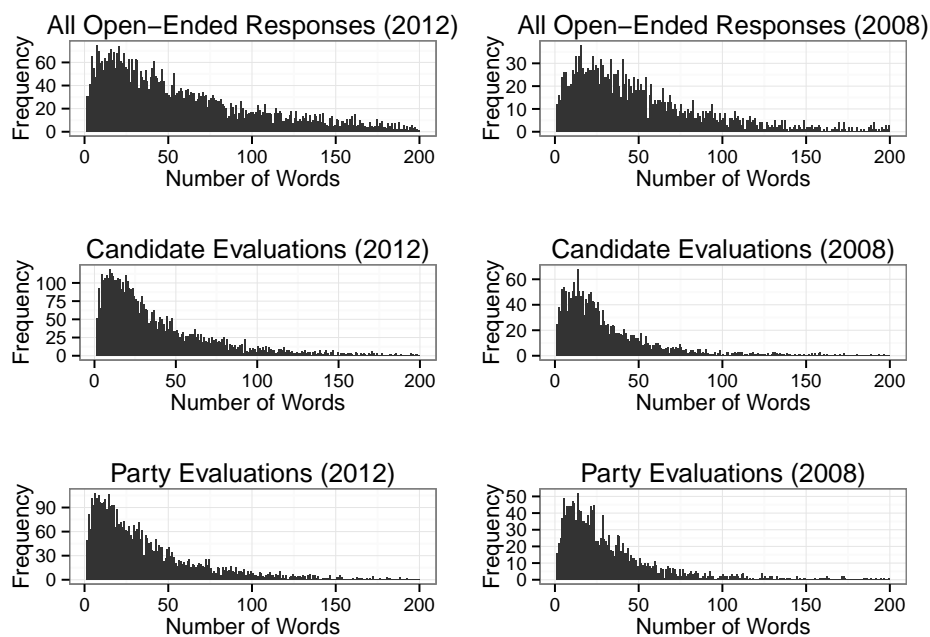 All Open−Ended Responses (2012)
Frequency
60
40
20
0
0 50 100 150 200
Number of Words
All Open−Ended Responses (2008)
Frequency
30
20
10
0
0 50 100 150 200
Number of Words
Candidate Evaluations (2012)
Frequency
100
75
50
25
0
0 50 100 150 200
Number of Words
Candidate Evaluations (2008)
Frequency
60
40
20
0
0 50 100 150 200
Number of Words
Party Evaluations (2012)
Frequency
90
60
30
0
0 50 100 150 200
Number of Words
Party Evaluations (2008)
Frequency
50
40
30
20
10
0
0 50 100 150 200
Number of Words